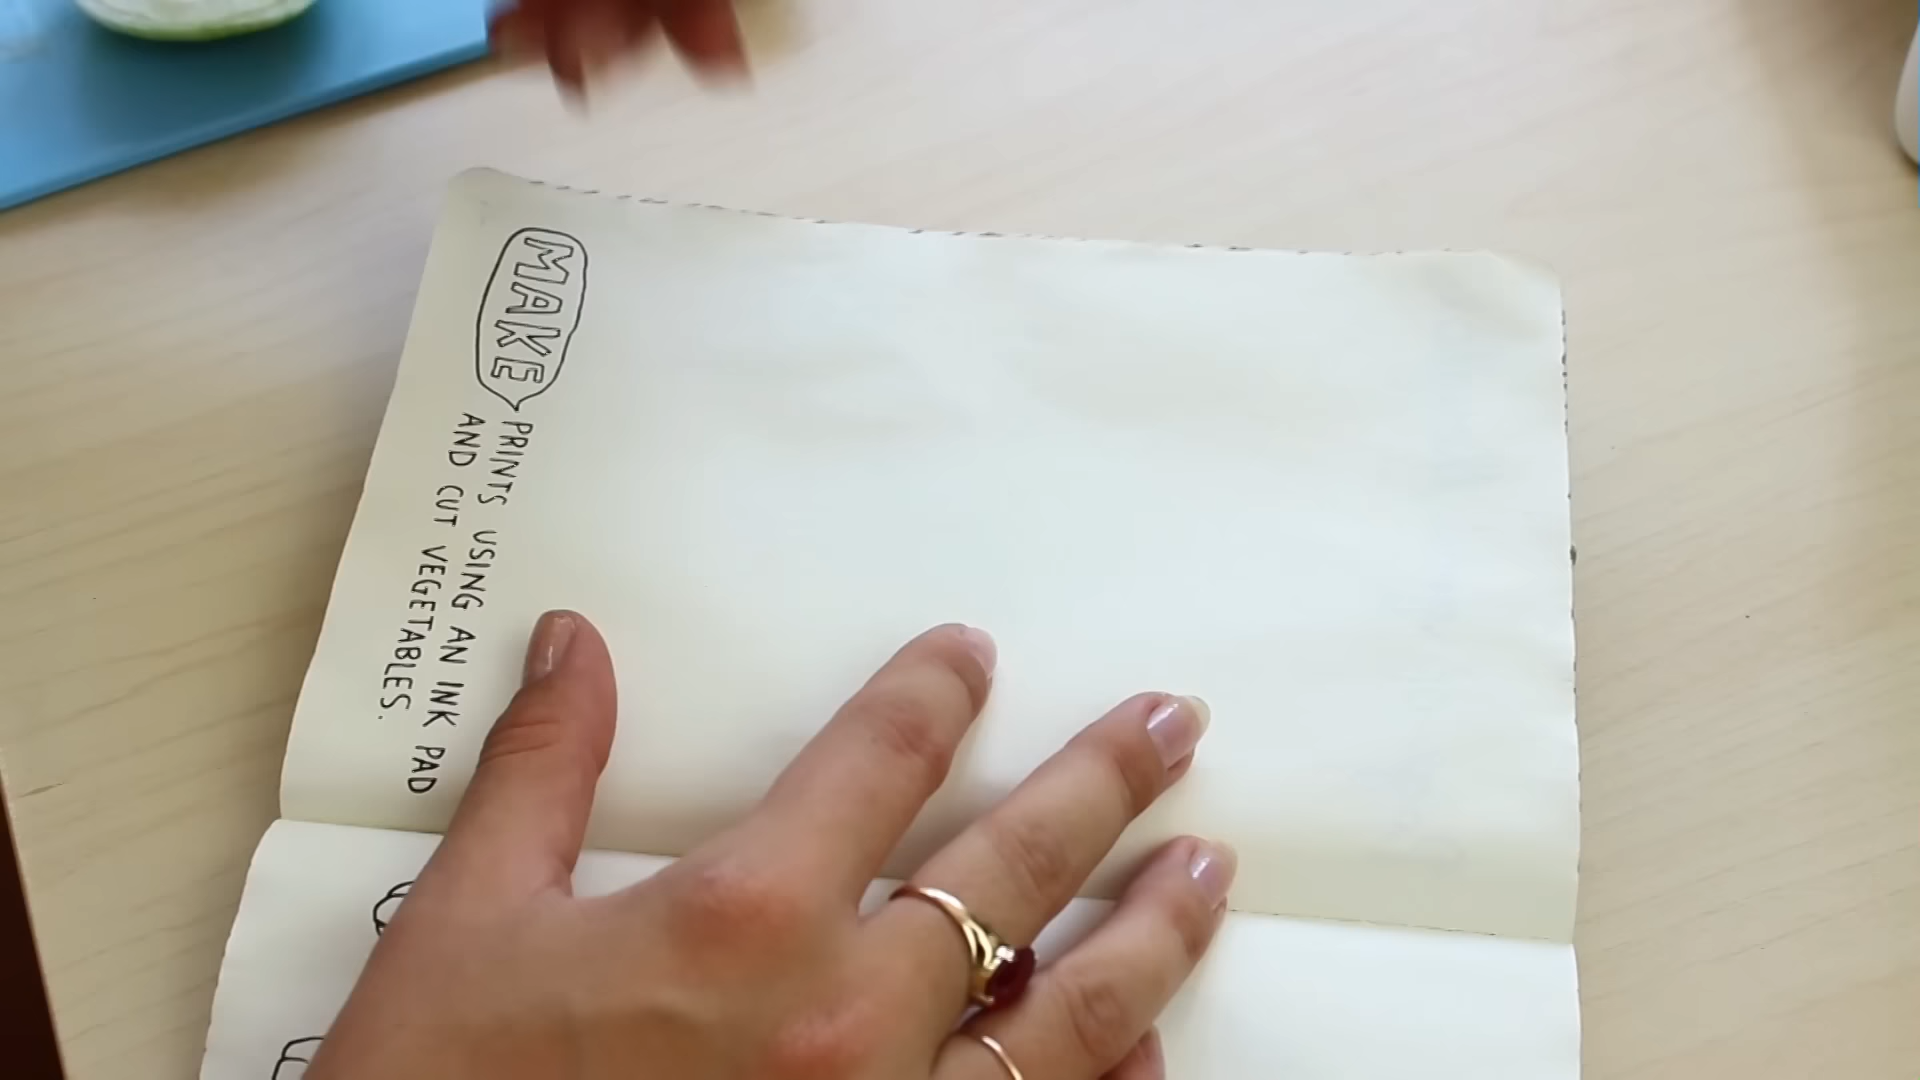 MAKE
PRINTS USING AN INK PAD
AND CUT VEGETABLES.